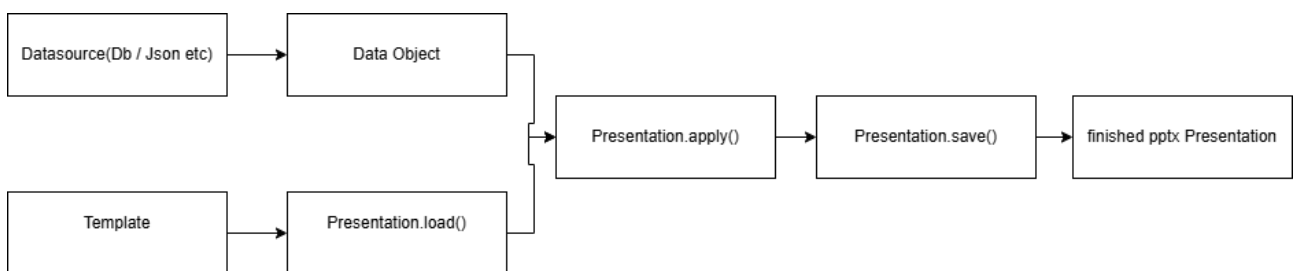 Datasource(Db / Json etc)
Data Object
Presentation.apply()
Presentation.save()
finished pptx Presentation
Template
Presentation.load()